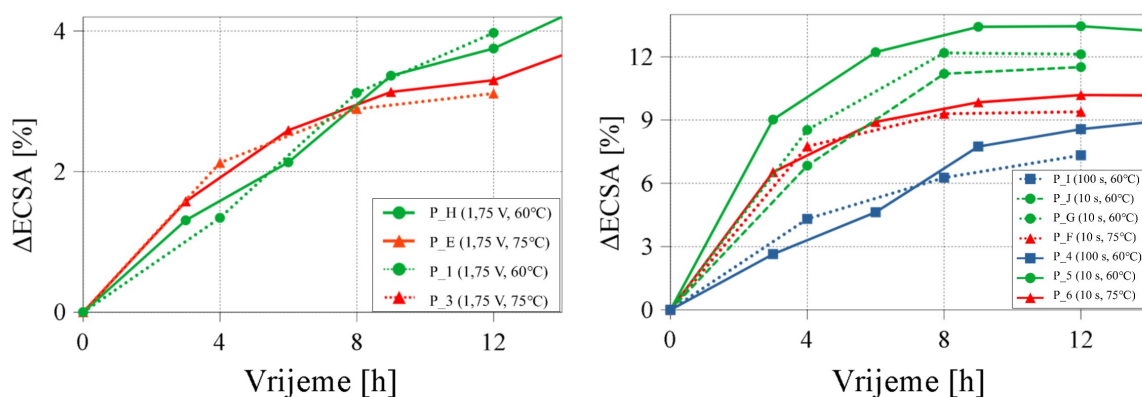 ΔECSA [%]
4
2
0
0
4
8
12
Vrijeme [h]
P_H (1,75 V, 60°C)
P_E (1,75 V, 75°C)
P_1 (1,75 V, 60°C)
P_3 (1,75 V, 75°C)
ΔECSA [%]
12
9
6
3
0
0
4
8
12
Vrijeme [h]
P_I (100 s, 60°C)
P_J (10 s, 60°C)
P_G (10 s, 60°C)
P_F (10 s, 75°C)
P_4 (100 s, 60°C)
P_5 (10 s, 60°C)
P_6 (10 s, 75°C)